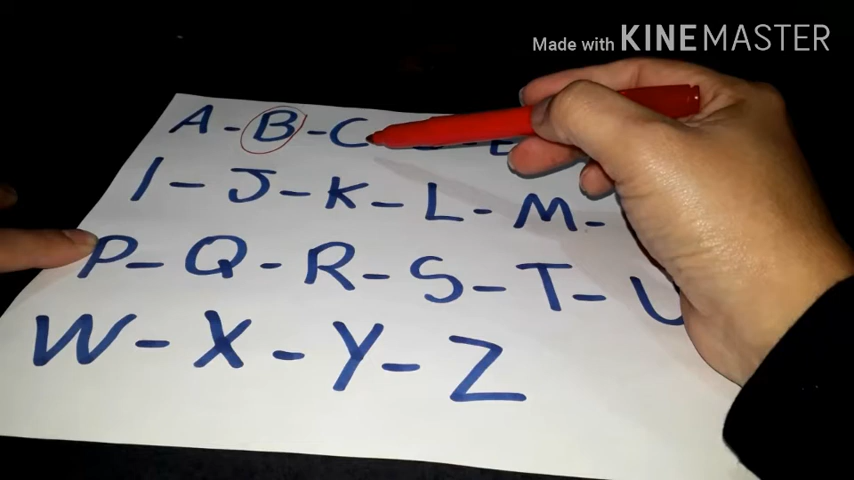 Made with KINEMASTER
A - B - C
I - J - K - L - M -
P - Q - R - S - T - U
W - X - Y - Z